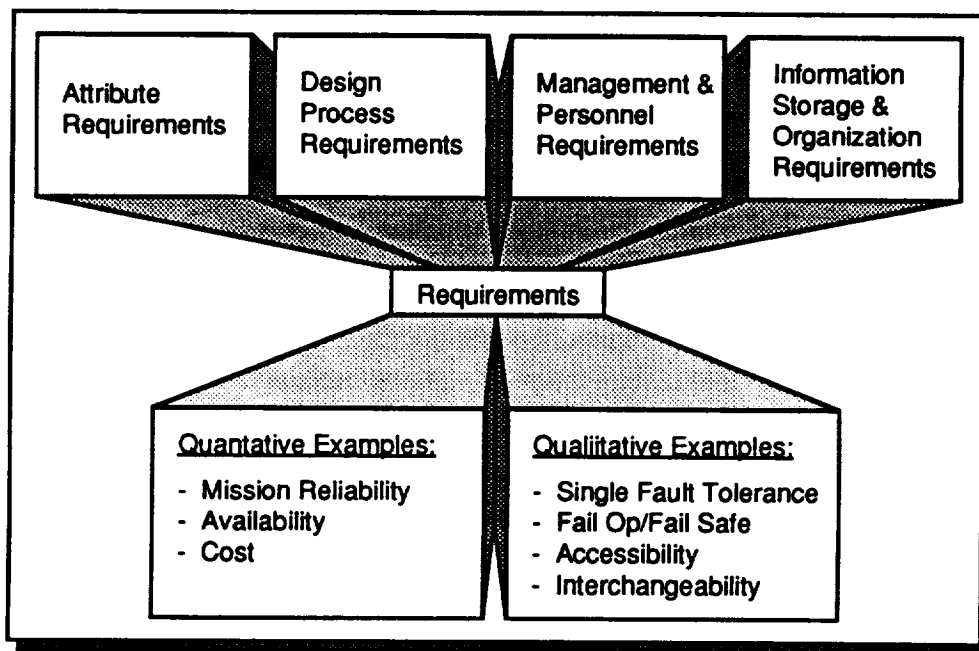 Attribute
Requirements
Design
Process
Requirements
Management &
Personnel
Requirements
Information
Storage &
Organization
Requirements
Requirements
Quantative Examples:
- Mission Reliability
- Availability
- Cost
Qualiitative Examples:
- Single Fault Tolerance
- Fail Op/Fail Safe
- Accessibility
- Interchangeability